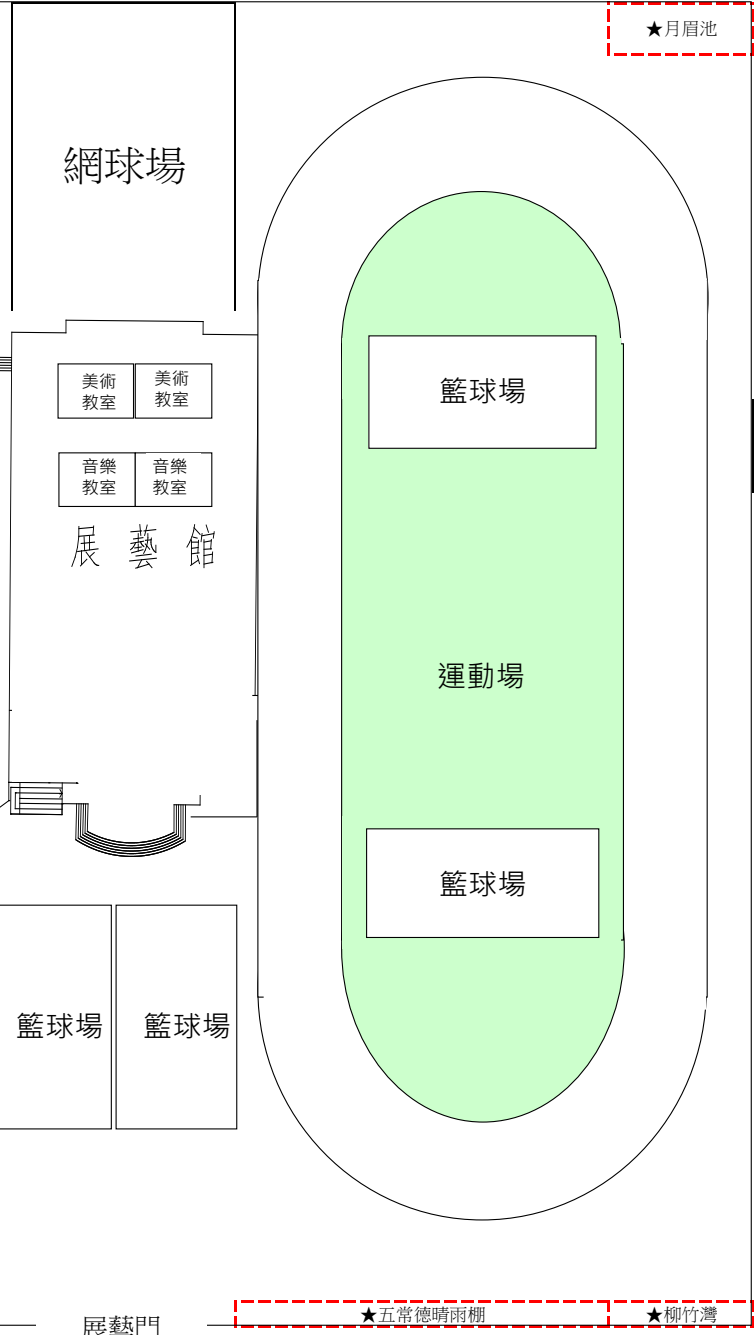 ★月眉池
網球場
美術
教室
美術
教室
籃球場
音樂
教室
音樂
教室
展藝館
運動場
籃球場
籃球場
籃球場
★五常德晴雨棚
★柳竹灣
展藝門